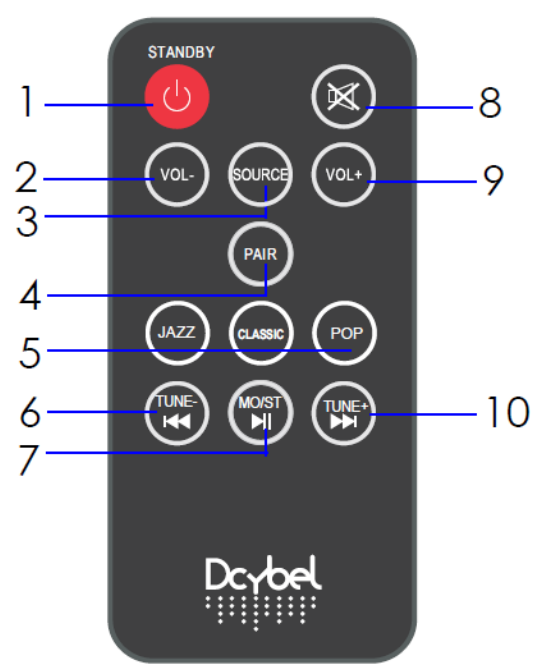 STANDBY
1
8
VOL-
SOURCE
VOL+
2
9
3
PAIR
4
JAZZ
CLASSIC
POP
5
TUNE-
MO/ST
TUNE+
6
10
7
Dcybel